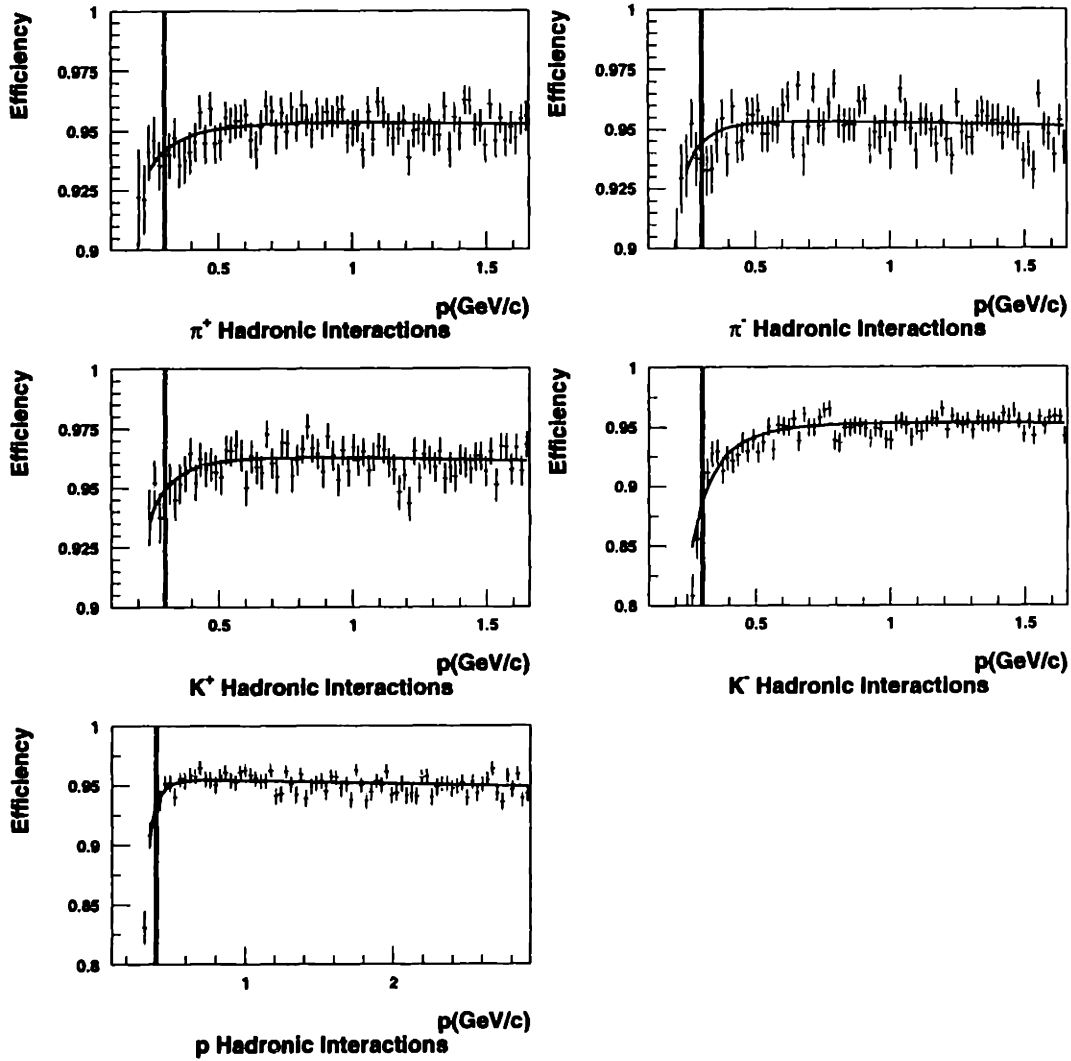 Efficiency
1
0.975
0.95
0.925
0.9
0.5
1
1.5
p(GeV/c)
π⁺ Hadronic Interactions
Efficiency
1
0.975
0.95
0.925
0.9
0.5
1
1.5
p(GeV/c)
π⁻ Hadronic Interactions
Efficiency
1
0.975
0.95
0.925
0.9
0.5
1
1.5
p(GeV/c)
K⁺ Hadronic Interactions
Efficiency
1
0.95
0.9
0.85
0.8
0.5
1
1.5
p(GeV/c)
K⁻ Hadronic Interactions
Efficiency
1
0.95
0.9
0.85
0.8
1
2
p(GeV/c)
p Hadronic Interactions